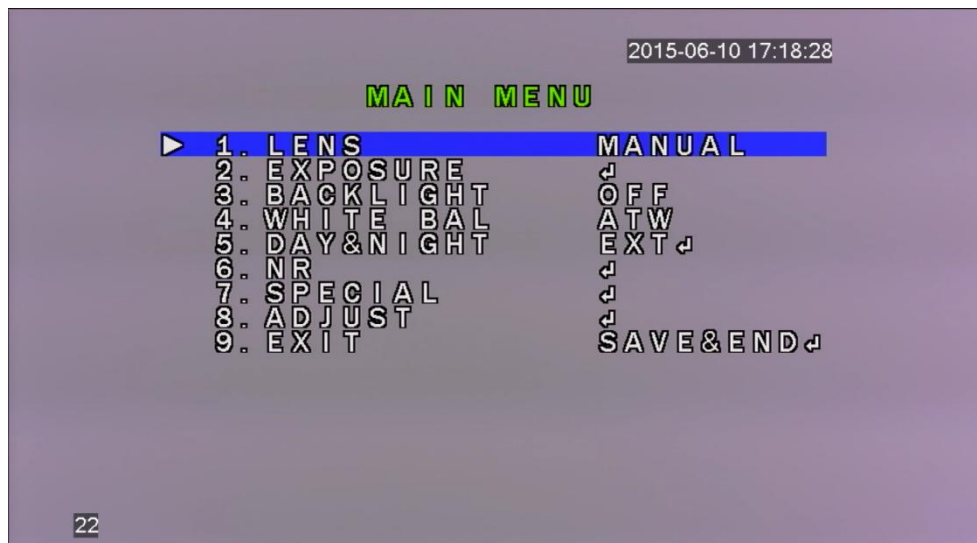 2015-06-10 17:18:28
MAIN MENU
▶ 1. LENS MANUAL
2. EXPOSURE ↲
3. BACKLIGHT OFF
4. WHITE BAL ATW
5. DAY&NIGHT EXT↲
6. NR ↲
7. SPECIAL ↲
8. ADJUST ↲
9. EXIT SAVE&END↲
22